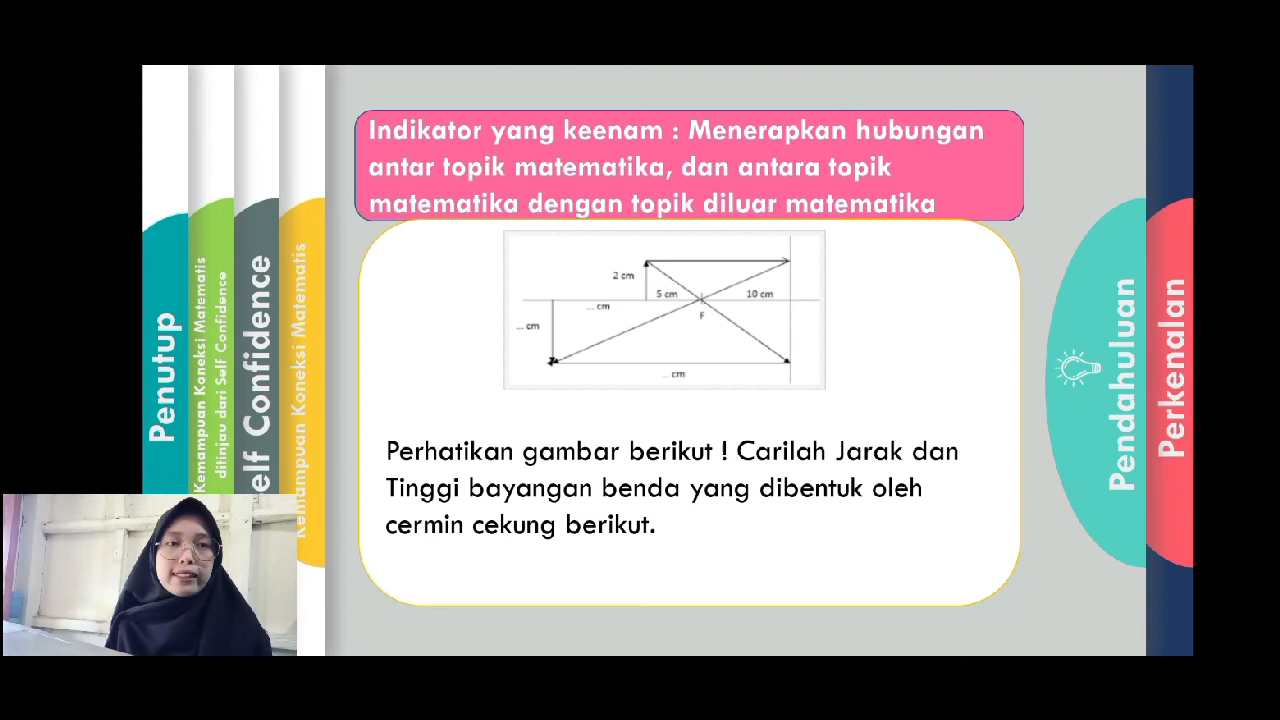 Penutup
Kemampuan Koneksi Matematis
ditinjau dari Self Confidence
elf Confidence
Kemampuan Koneksi Matematis
Indikator yang keenam : Menerapkan hubungan
antar topik matematika, dan antara topik
matematika dengan topik diluar matematika
2 cm
5 cm
10 cm
... cm
F
... cm
... cm
Perhatikan gambar berikut ! Carilah Jarak dan
Tinggi bayangan benda yang dibentuk oleh
cermin cekung berikut.
Pendahuluan
Perkenalan